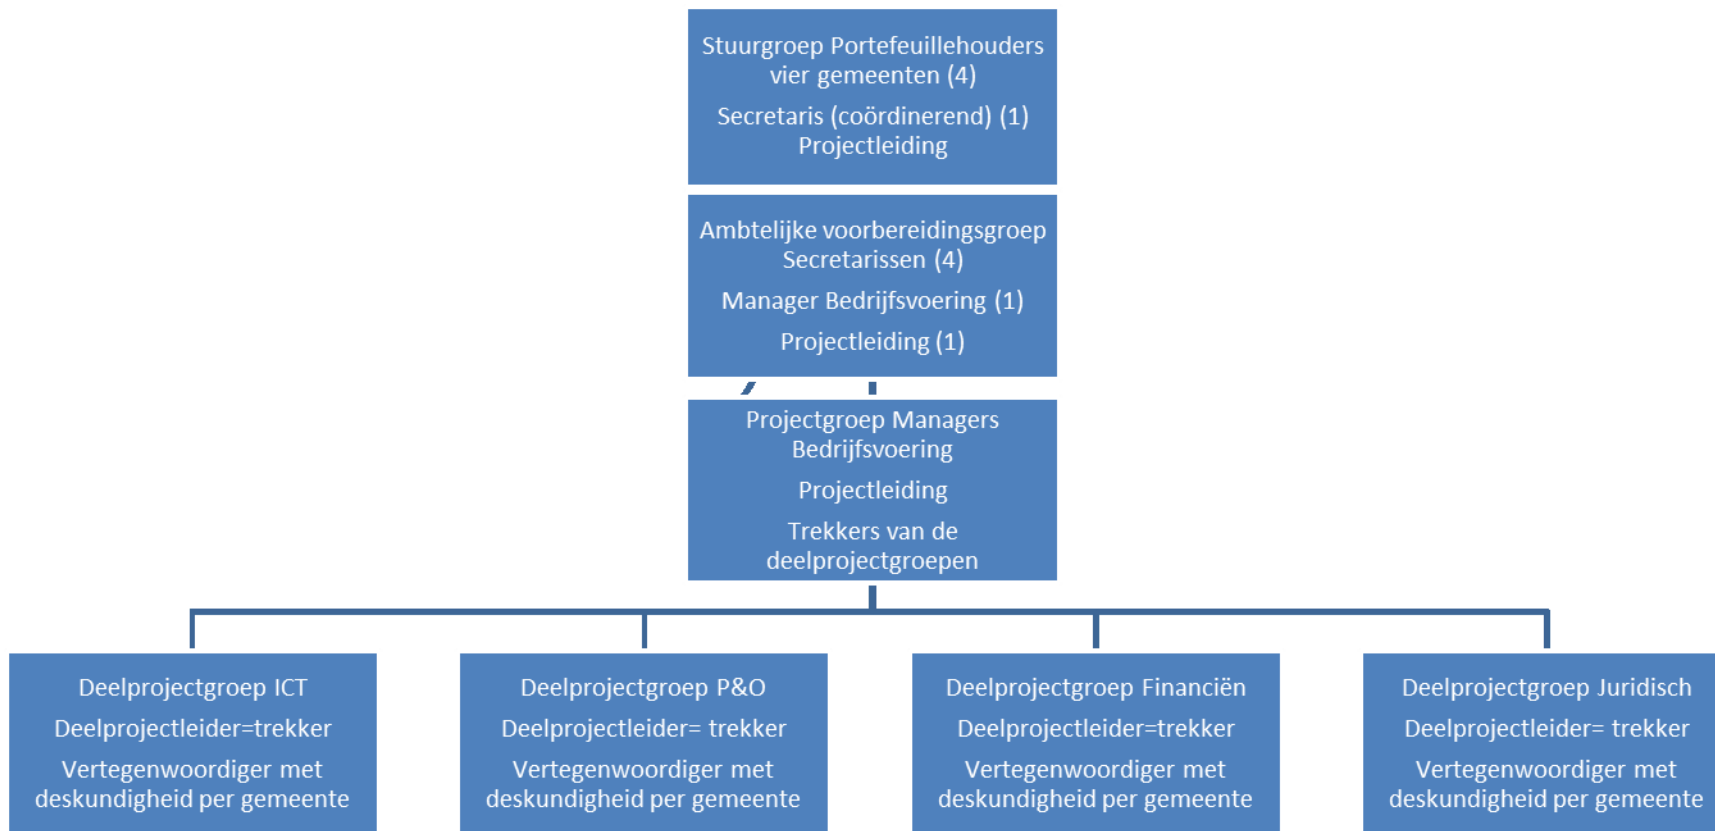 Stuurgroep Portefeuillehouders
vier gemeenten (4)
Secretaris (coördinerend) (1)
Projectleiding
Ambtelijke voorbereidingsgroep
Secretarissen (4)
Manager Bedrijfsvoering (1)
Projectleiding (1)
Projectgroep Managers
Bedrijfsvoering
Projectleiding
Trekkers van de
deelprojectgroepen
Deelprojectgroep ICT
Deelprojectleider=trekker
Vertegenwoordiger met
deskundigheid per gemeente
Deelprojectgroep P&O
Deelprojectleider= trekker
Vertegenwoordiger met
deskundigheid per gemeente
Deelprojectgroep Financiën
Deelprojectleider=trekker
Vertegenwoordiger met
deskundigheid per gemeente
Deelprojectgroep Juridisch
Deelprojectleider= trekker
Vertegenwoordiger met
deskundigheid per gemeente